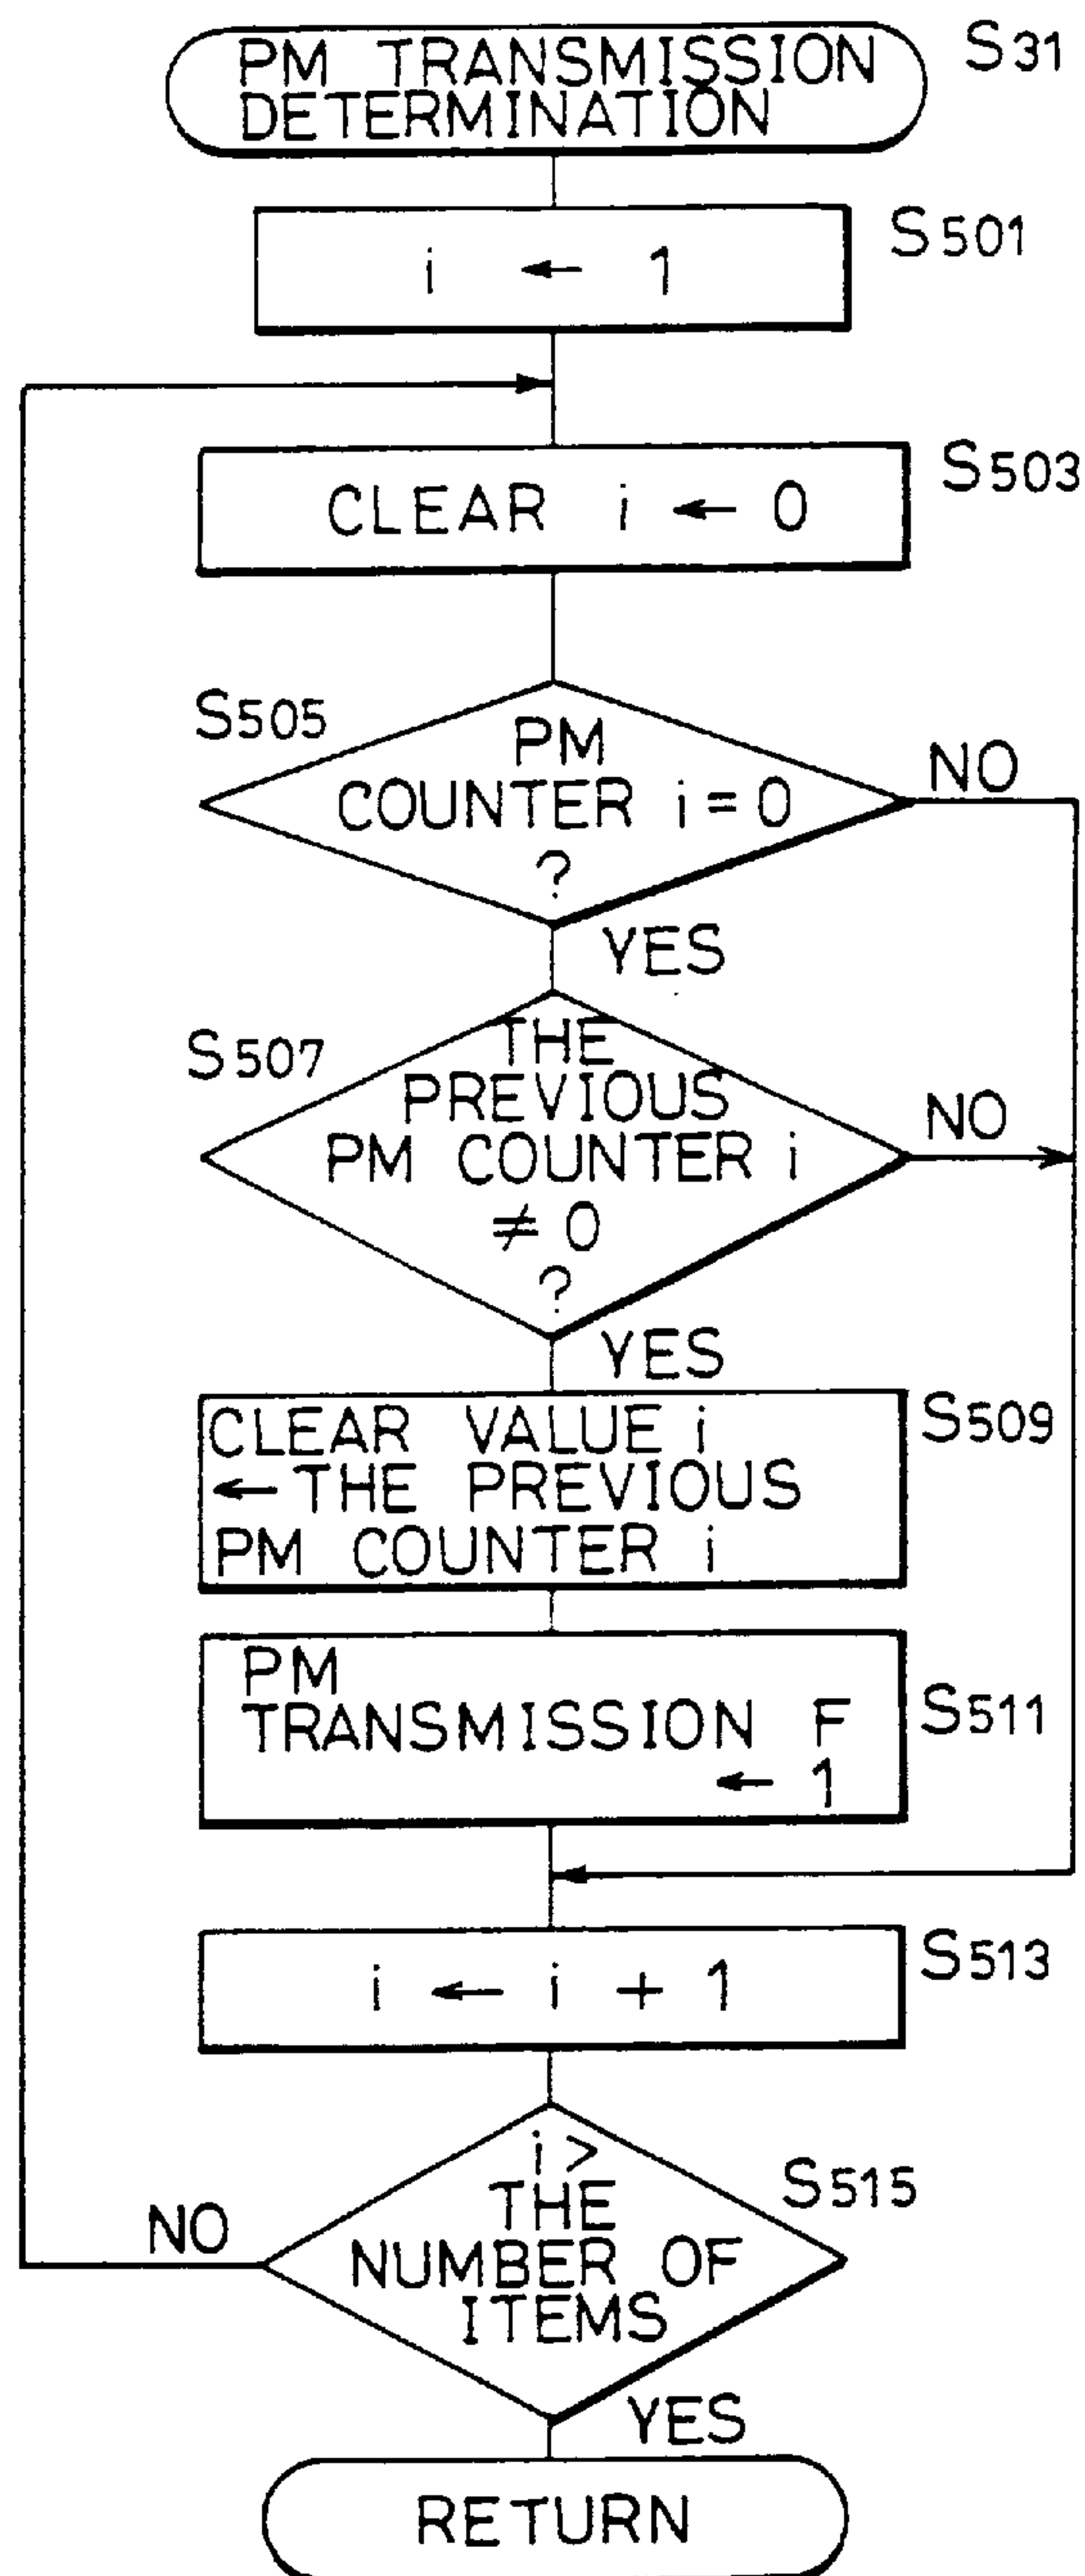 PM TRANSMISSION
DETERMINATION
S31
i ← 1
S501
CLEAR i ← 0
S503
S505
PM
COUNTER i = 0
?
NO
YES
S507
THE
PREVIOUS
PM COUNTER i
≠ 0
?
NO
YES
CLEAR VALUE i
← THE PREVIOUS
PM COUNTER i
S509
PM
TRANSMISSION F
← 1
S511
i ← i + 1
S513
i >
THE
NUMBER OF
ITEMS
S515
NO
YES
RETURN